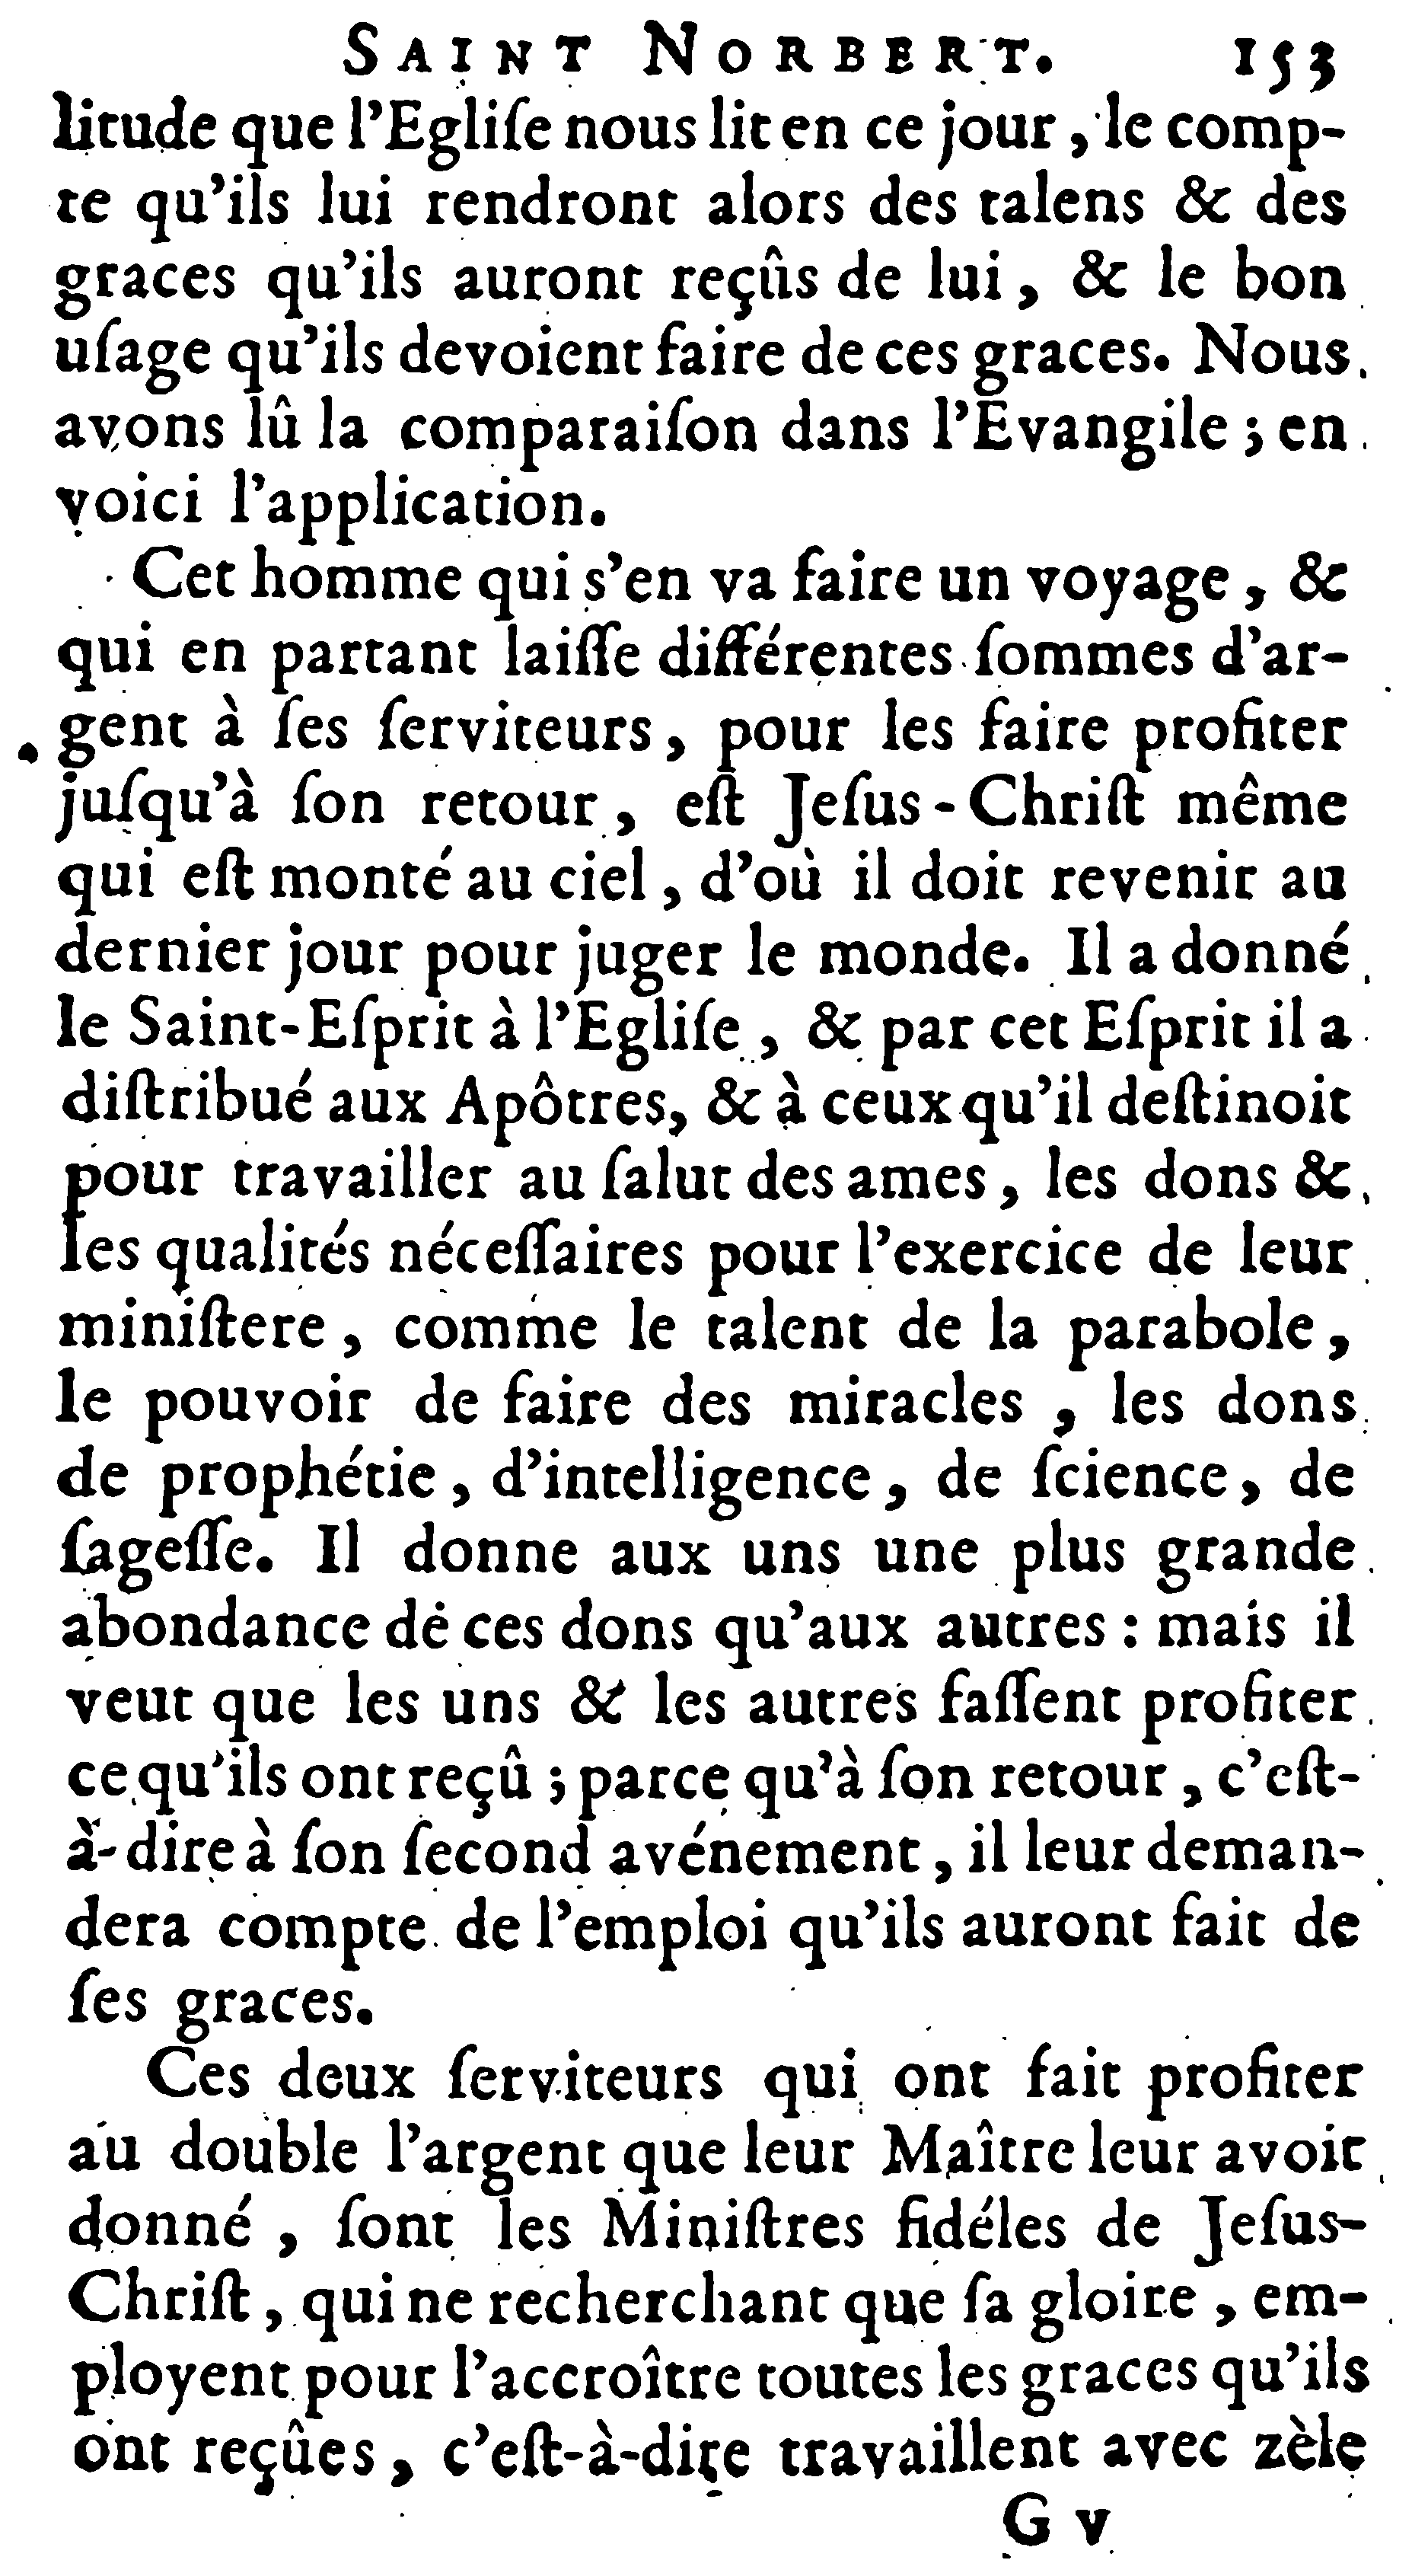 SAINT NORBERT. 153
litude que l'Egliſe nous lit en ce jour, le comp-
te qu'ils lui rendront alors des talens & des
graces qu'ils auront reçûs de lui, & le bon
uſage qu'ils devoient faire de ces graces. Nous
avons lû la comparaiſon dans l'Evangile ; en
voici l'application.
Cet homme qui s'en va faire un voyage, &
qui en partant laiſſe différentes ſommes d'ar-
gent à ſes ſerviteurs, pour les faire profiter
juſqu'à ſon retour, eſt Jeſus-Chriſt même
qui eſt monté au ciel, d'où il doit revenir au
dernier jour pour juger le monde. Il a donné
le Saint-Eſprit à l'Egliſe, & par cet Eſprit il a
diſtribué aux Apôtres, & à ceux qu'il deſtinoit
pour travailler au ſalut des ames, les dons &
les qualités néceſſaires pour l'exercice de leur
miniſtere, comme le talent de la parabole,
le pouvoir de faire des miracles, les dons
de prophétie, d'intelligence, de ſcience, de
ſageſſe. Il donne aux uns une plus grande
abondance de ces dons qu'aux autres : mais il
veut que les uns & les autres faſſent profiter
ce qu'ils ont reçû ; parce qu'à ſon retour, c'eſt-
à-dire à ſon ſecond avénement, il leur deman-
dera compte de l'emploi qu'ils auront fait de
ſes graces.
Ces deux ſerviteurs qui ont fait profiter
au double l'argent que leur Maître leur avoit
donné, ſont les Miniſtres fidéles de Jeſus-
Chriſt, qui ne recherchant que ſa gloire, em-
ployent pour l'accroître toutes les graces qu'ils
ont reçûes, c'eſt-à-dire travaillent avec zèle
G v